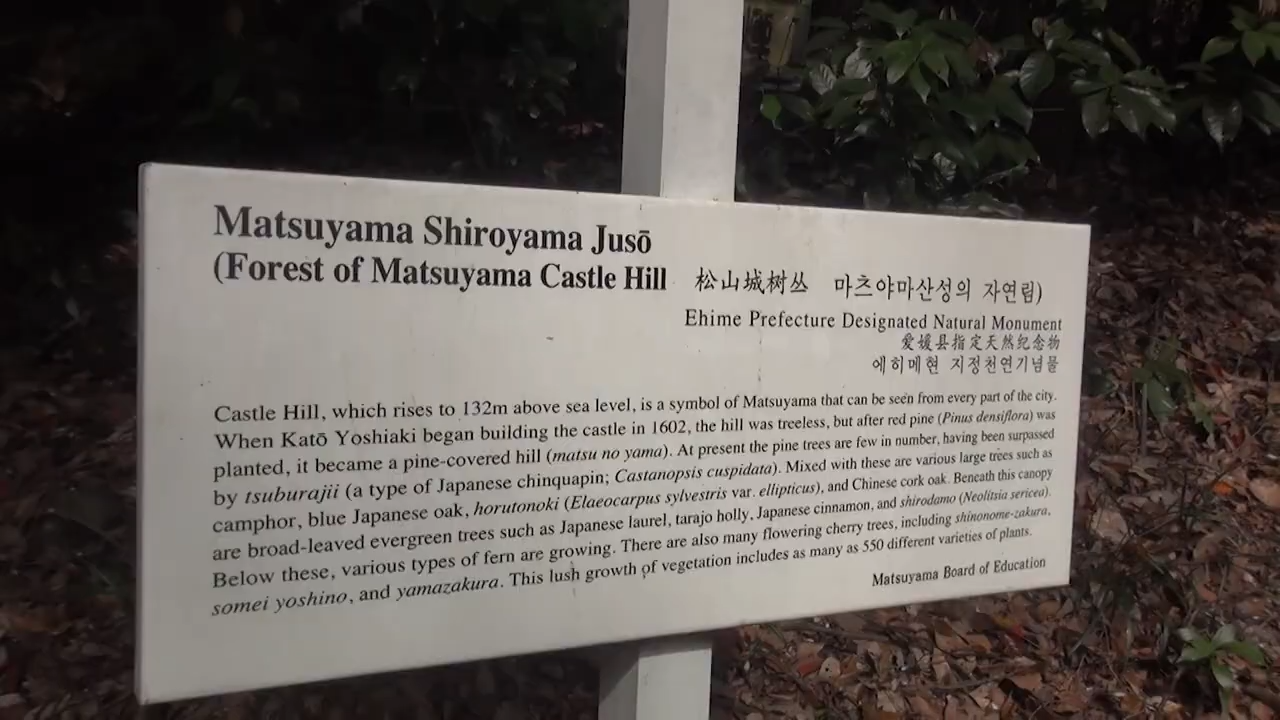 Matsuyama Shiroyama Jusō
(Forest of Matsuyama Castle Hill 松山城树丛 마츠야마산성의 자연림)
Ehime Prefecture Designated Natural Monument
爱媛县指定天然纪念物
에히메현 지정천연기념물
Castle Hill, which rises to 132m above sea level, is a symbol of Matsuyama that can be seen from every part of the city.
When Katō Yoshiaki began building the castle in 1602, the hill was treeless, but after red pine (Pinus densiflora) was
planted, it became a pine-covered hill (matsu no yama). At present the pine trees are few in number, having been surpassed
by tsuburajii (a type of Japanese chinquapin; Castanopsis cuspidata). Mixed with these are various large trees such as
camphor, blue Japanese oak, horutonoki (Elaeocarpus sylvestris var. ellipticus), and Chinese cork oak. Beneath this canopy
are broad-leaved evergreen trees such as Japanese laurel, tarajo holly, Japanese cinnamon, and shirodamo (Neolitsia sericea).
Below these, various types of fern are growing. There are also many flowering cherry trees, including shinonome-zakura,
somei yoshino, and yamazakura. This lush growth of vegetation includes as many as 550 different varieties of plants.
Matsuyama Board of Education